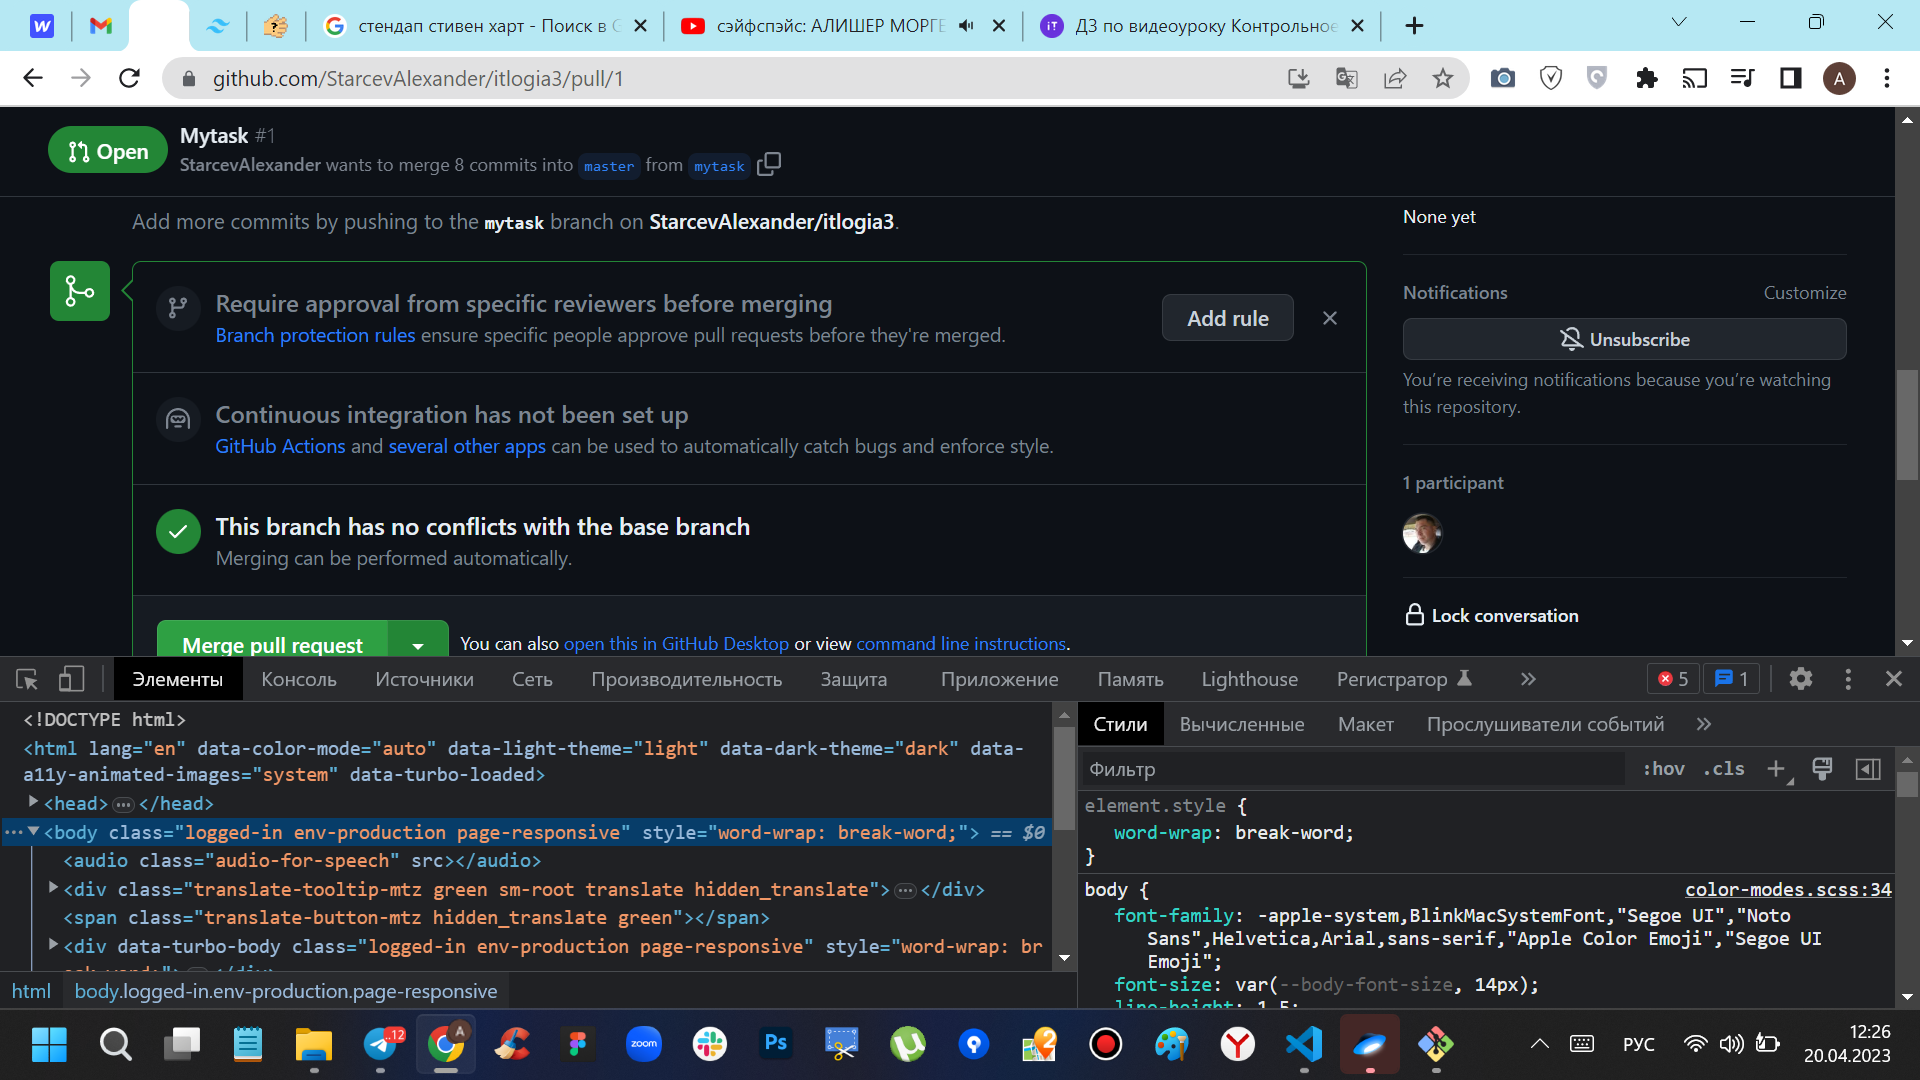 стендап стивен харт - Поиск в G
сэйфспэйс: АЛИШЕР МОРГЕ
ДЗ по видеоуроку Контрольное
github.com/StarcevAlexander/itlogia3/pull/1
A
Open
Mytask #1
StarcevAlexander wants to merge 8 commits into master from mytask
Add more commits by pushing to the mytask branch on StarcevAlexander/itlogia3.
None yet
Require approval from specific reviewers before merging
Branch protection rules ensure specific people approve pull requests before they're merged.
Add rule
Notifications
Customize
Unsubscribe
You're receiving notifications because you're watching
this repository.
Continuous integration has not been set up
GitHub Actions and several other apps can be used to automatically catch bugs and enforce style.
1 participant
This branch has no conflicts with the base branch
Merging can be performed automatically.
Lock conversation
Merge pull request
You can also open this in GitHub Desktop or view command line instructions.
Элементы Консоль Источники Сеть Производительность Защита Приложение Память Lighthouse Регистратор » 5 1
<!DOCTYPE html>
<html lang="en" data-color-mode="auto" data-light-theme="light" data-dark-theme="dark" data-
a11y-animated-images="system" data-turbo-loaded>
<head>…</head>
<body class="logged-in env-production page-responsive" style="word-wrap: break-word;"> == $0
<audio class="audio-for-speech" src></audio>
<div class="translate-tooltip-mtz green sm-root translate hidden_translate">…</div>
<span class="translate-button-mtz hidden_translate green"></span>
<div data-turbo-body class="logged-in env-production page-responsive" style="word-wrap: br
html body.logged-in.env-production.page-responsive
Стили Вычисленные Макет Прослушиватели событий »
Фильтр
:hov .cls
element.style {
word-wrap: break-word;
}
body {
color-modes.scss:34
font-family: -apple-system,BlinkMacSystemFont,"Segoe UI","Noto
Sans",Helvetica,Arial,sans-serif,"Apple Color Emoji","Segoe UI
Emoji";
font-size: var(--body-font-size, 14px);
line-height: 1.5;
..12
A
zoom
Ps
2
РУС
12:26
20.04.2023